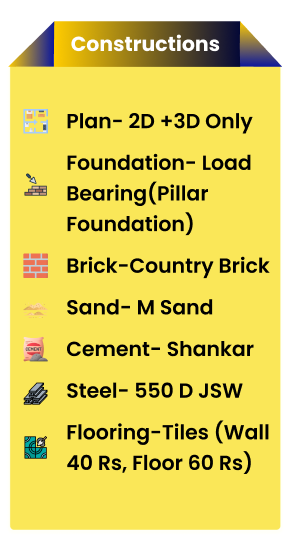 Constructions
Plan- 2D +3D Only
Foundation- Load
Bearing(Pillar
Foundation)
Brick-Country Brick
Sand- M Sand
Cement- Shankar
Steel- 550 D JSW
Flooring-Tiles (Wall
40 Rs, Floor 60 Rs)
CEMENT